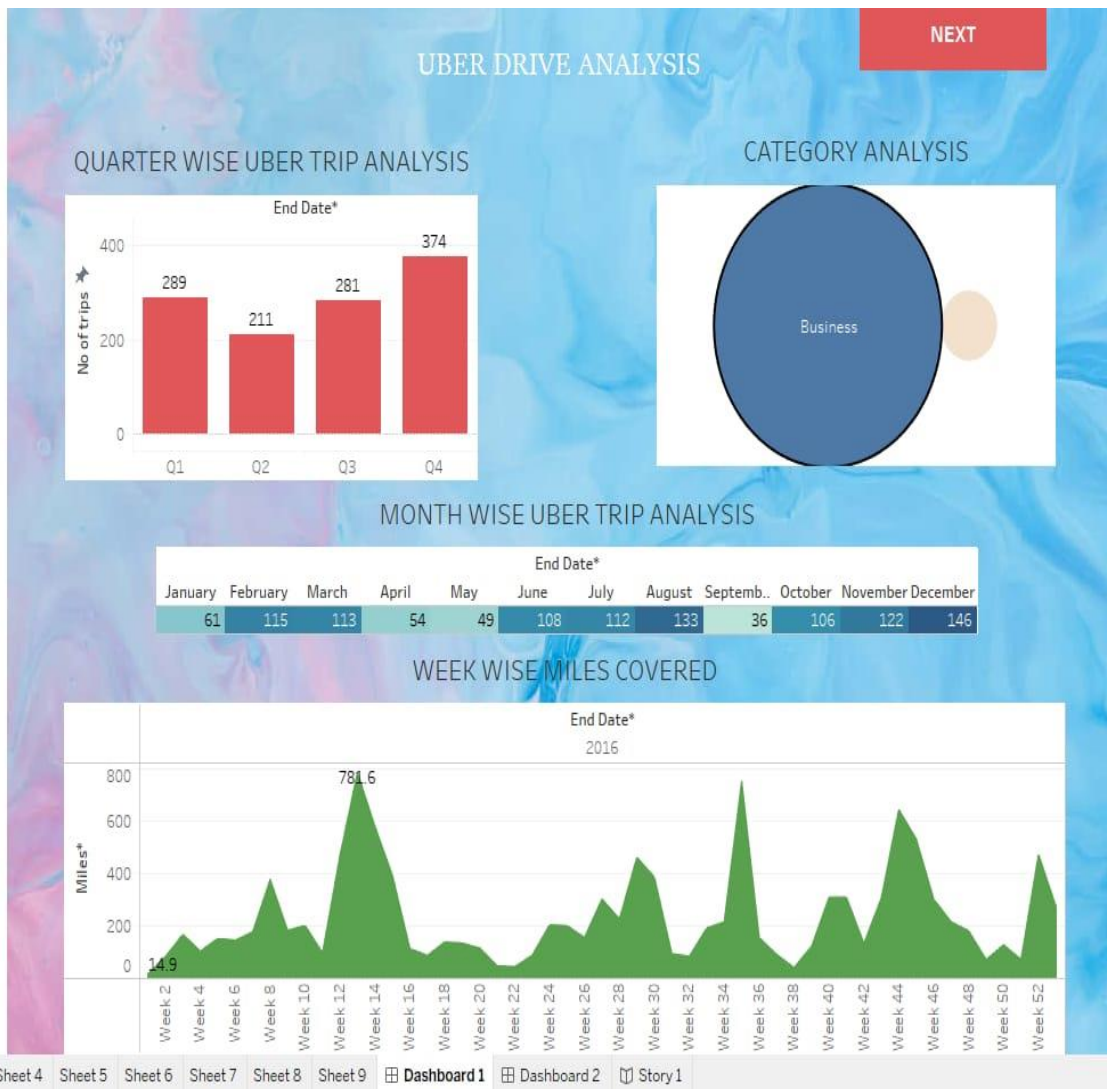 NEXT
UBER DRIVE ANALYSIS
QUARTER WISE UBER TRIP ANALYSIS
End Date*
No of trips
400
200
0
289
211
281
374
Q1 Q2 Q3 Q4
CATEGORY ANALYSIS
Business
MONTH WISE UBER TRIP ANALYSIS
End Date*
January February March April May June July August Septemb.. October November December
61 115 113 54 49 108 112 133 36 106 122 146
WEEK WISE MILES COVERED
End Date*
2016
Miles*
800
600
400
200
0
781.6
14.9
Week 2
Week 4
Week 6
Week 8
Week 10
Week 12
Week 14
Week 16
Week 18
Week 20
Week 22
Week 24
Week 26
Week 28
Week 30
Week 32
Week 34
Week 36
Week 38
Week 40
Week 42
Week 44
Week 46
Week 48
Week 50
Week 52
Sheet 4 Sheet 5 Sheet 6 Sheet 7 Sheet 8 Sheet 9 Dashboard 1 Dashboard 2 Story 1